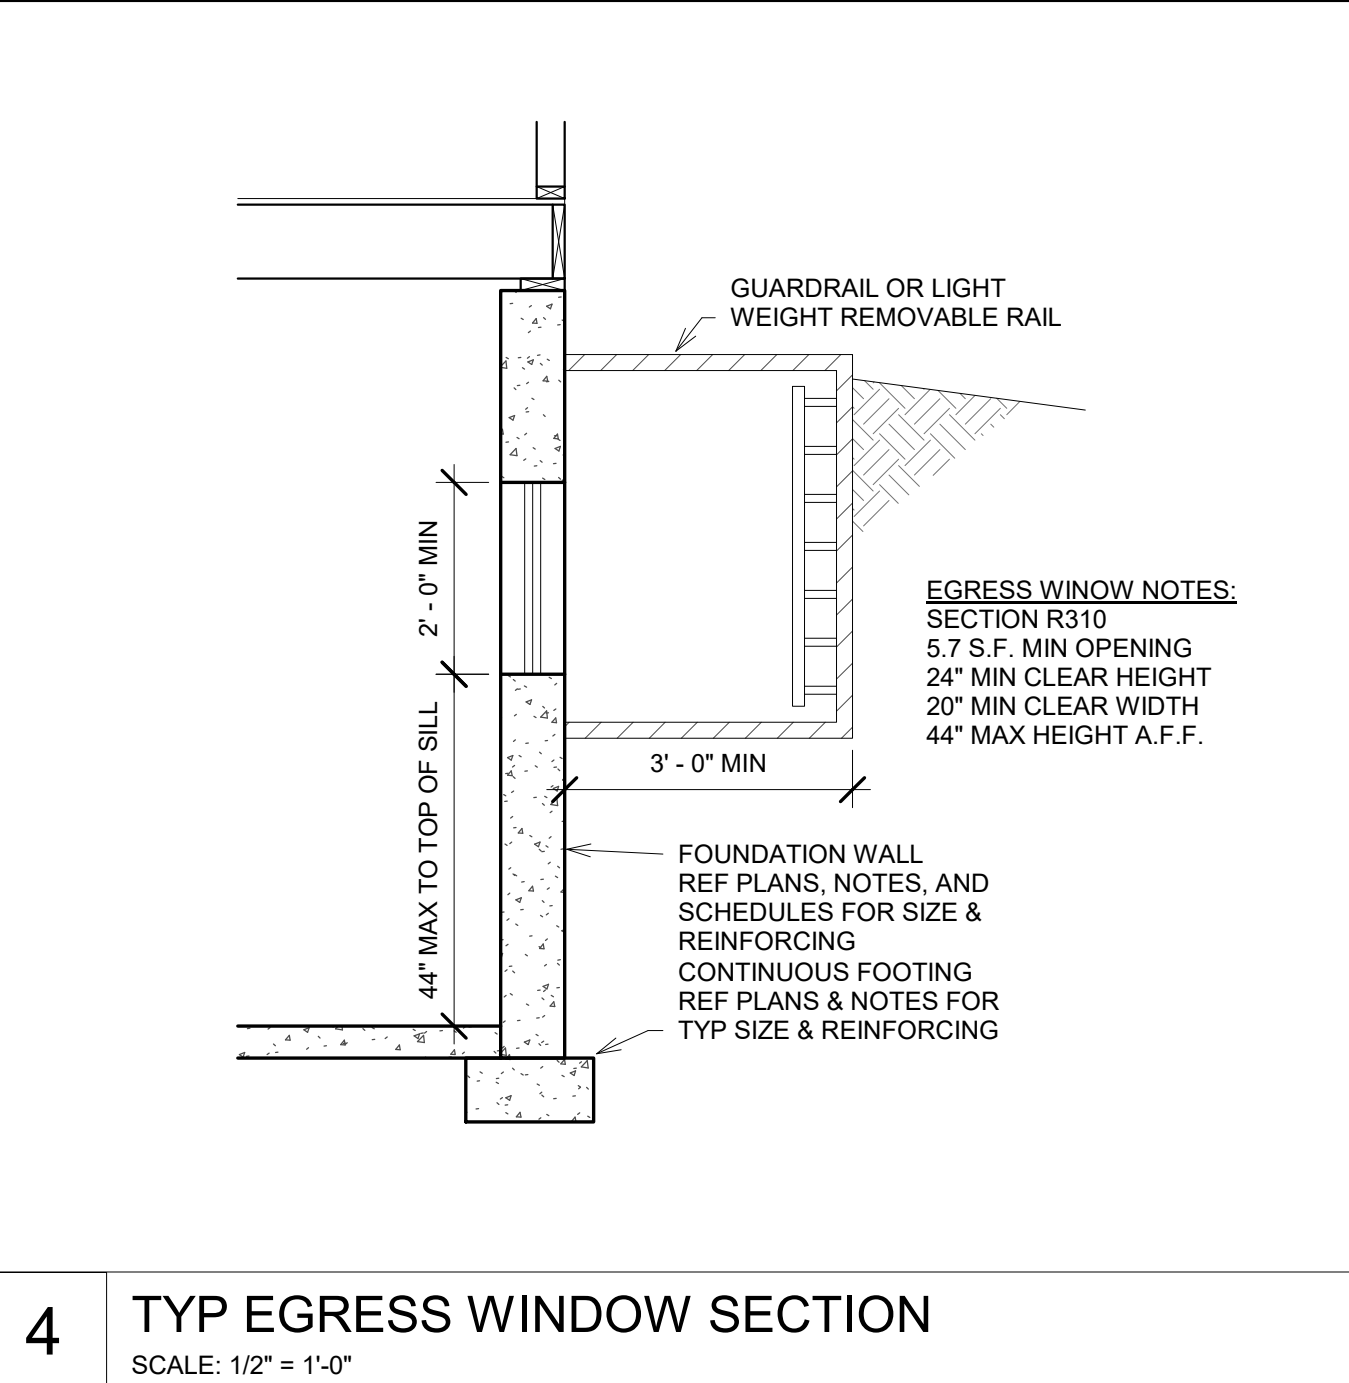 GUARDRAIL OR LIGHT
WEIGHT REMOVABLE RAIL
2' - 0" MIN
44" MAX TO TOP OF SILL
EGRESS WINOW NOTES:
SECTION R310
5.7 S.F. MIN OPENING
24" MIN CLEAR HEIGHT
20" MIN CLEAR WIDTH
44" MAX HEIGHT A.F.F.
3' - 0" MIN
FOUNDATION WALL
REF PLANS, NOTES, AND
SCHEDULES FOR SIZE &
REINFORCING
CONTINUOUS FOOTING
REF PLANS & NOTES FOR
TYP SIZE & REINFORCING
4
TYP EGRESS WINDOW SECTION
SCALE: 1/2" = 1'-0"